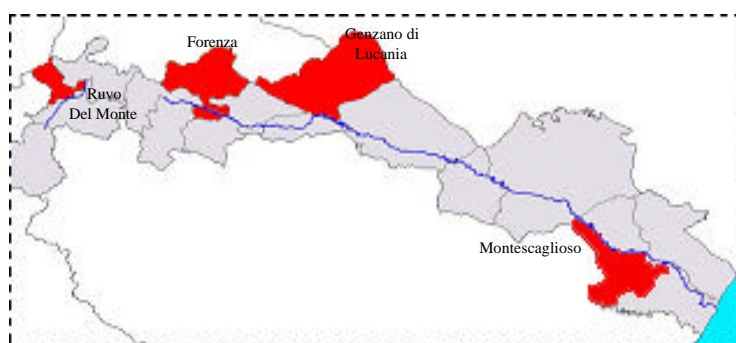 Forenza
Genzano di
Lucania
Ruvo
Del Monte
Montescaglioso